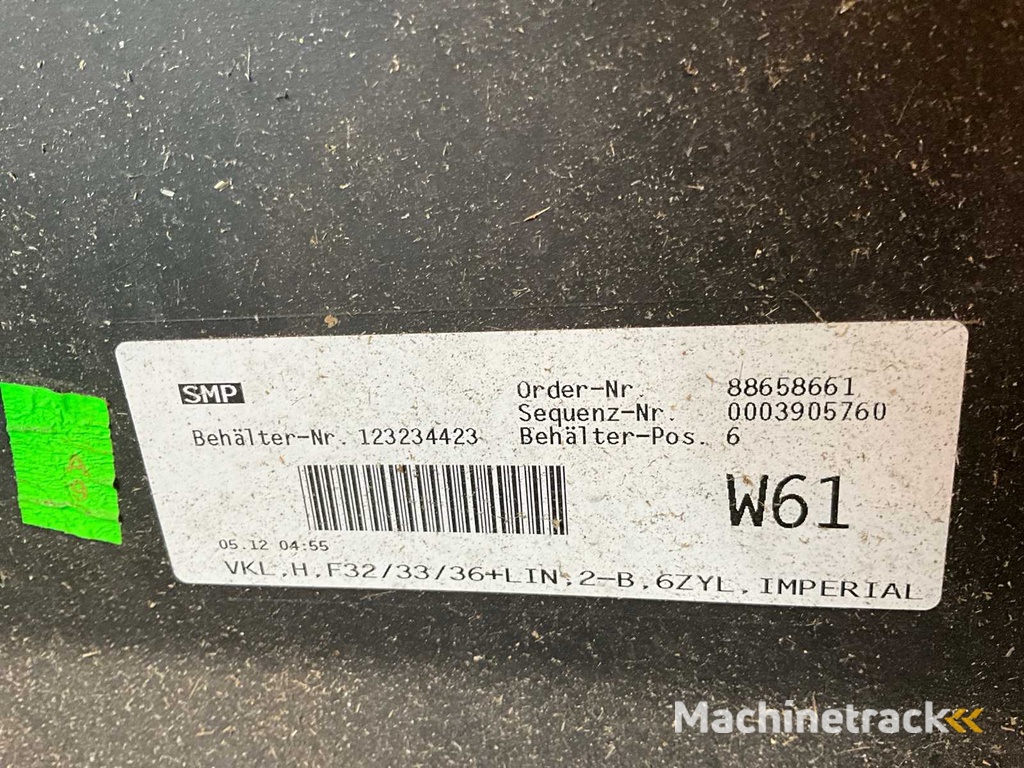 SMP
Order-Nr. 88658661
Sequenz-Nr. 0003905760
Behälter-Nr. 123234423 Behälter-Pos. 6
W61
05.12 04:55
VKL,H,F32/33/36+LIN,2-B,6ZYL,IMPERIAL
Machinetrack